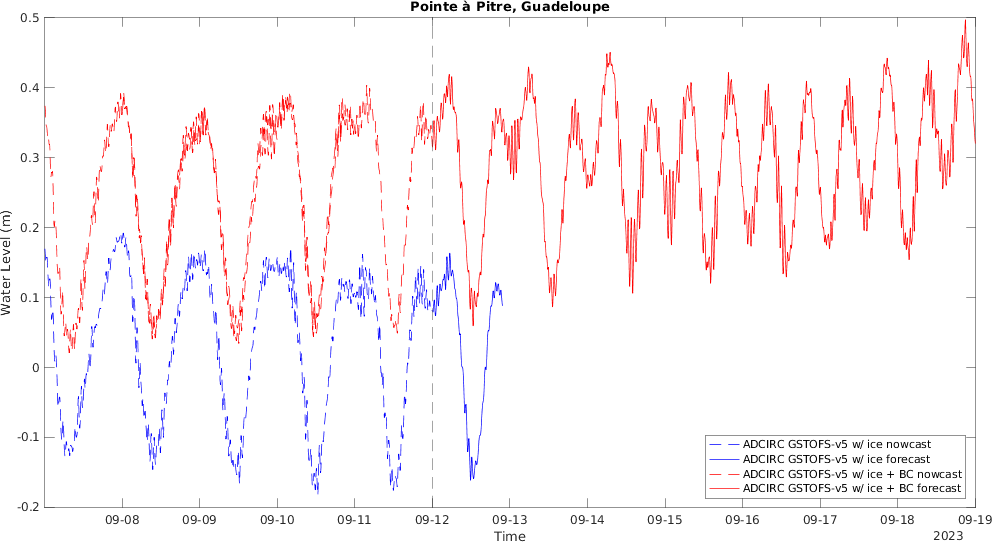 Pointe à Pitre, Guadeloupe
0.5
0.4
0.3
0.2
0.1
0
-0.1
-0.2
Water Level (m)
ADCIRC GSTOFS-v5 w/ ice nowcast
ADCIRC GSTOFS-v5 w/ ice forecast
ADCIRC GSTOFS-v5 w/ ice + BC nowcast
ADCIRC GSTOFS-v5 w/ ice + BC forecast
09-08 09-09 09-10 09-11 09-12 09-13 09-14 09-15 09-16 09-17 09-18 09-19
Time
2023